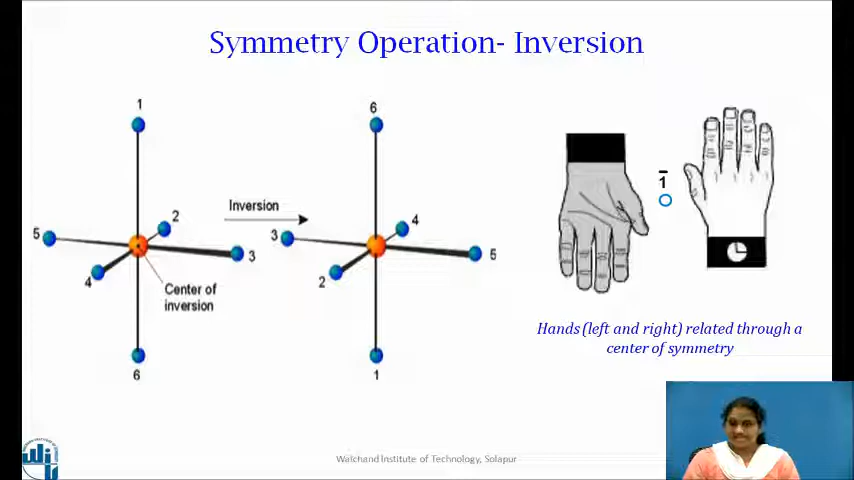 Symmetry Operation- Inversion
1
2
5
3
4
Center of
inversion
6
Inversion
6
4
3
5
2
1
1̅
Hands (left and right) related through a
center of symmetry
Walchand Institute of Technology, Solapur